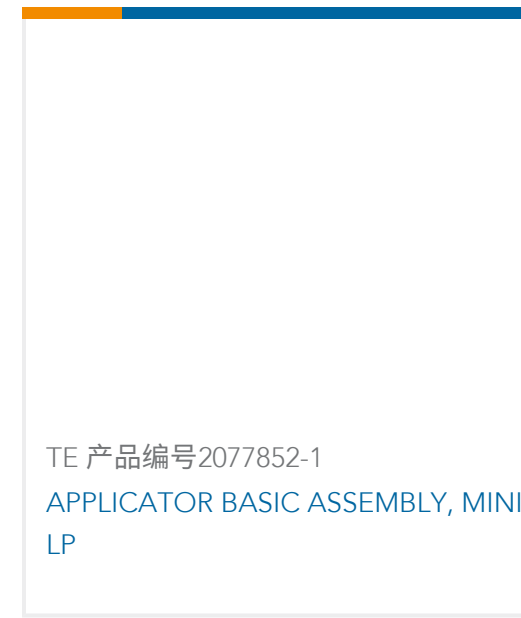 TE 产品编号2077852-1
APPLICATOR BASIC ASSEMBLY, MINI
LP